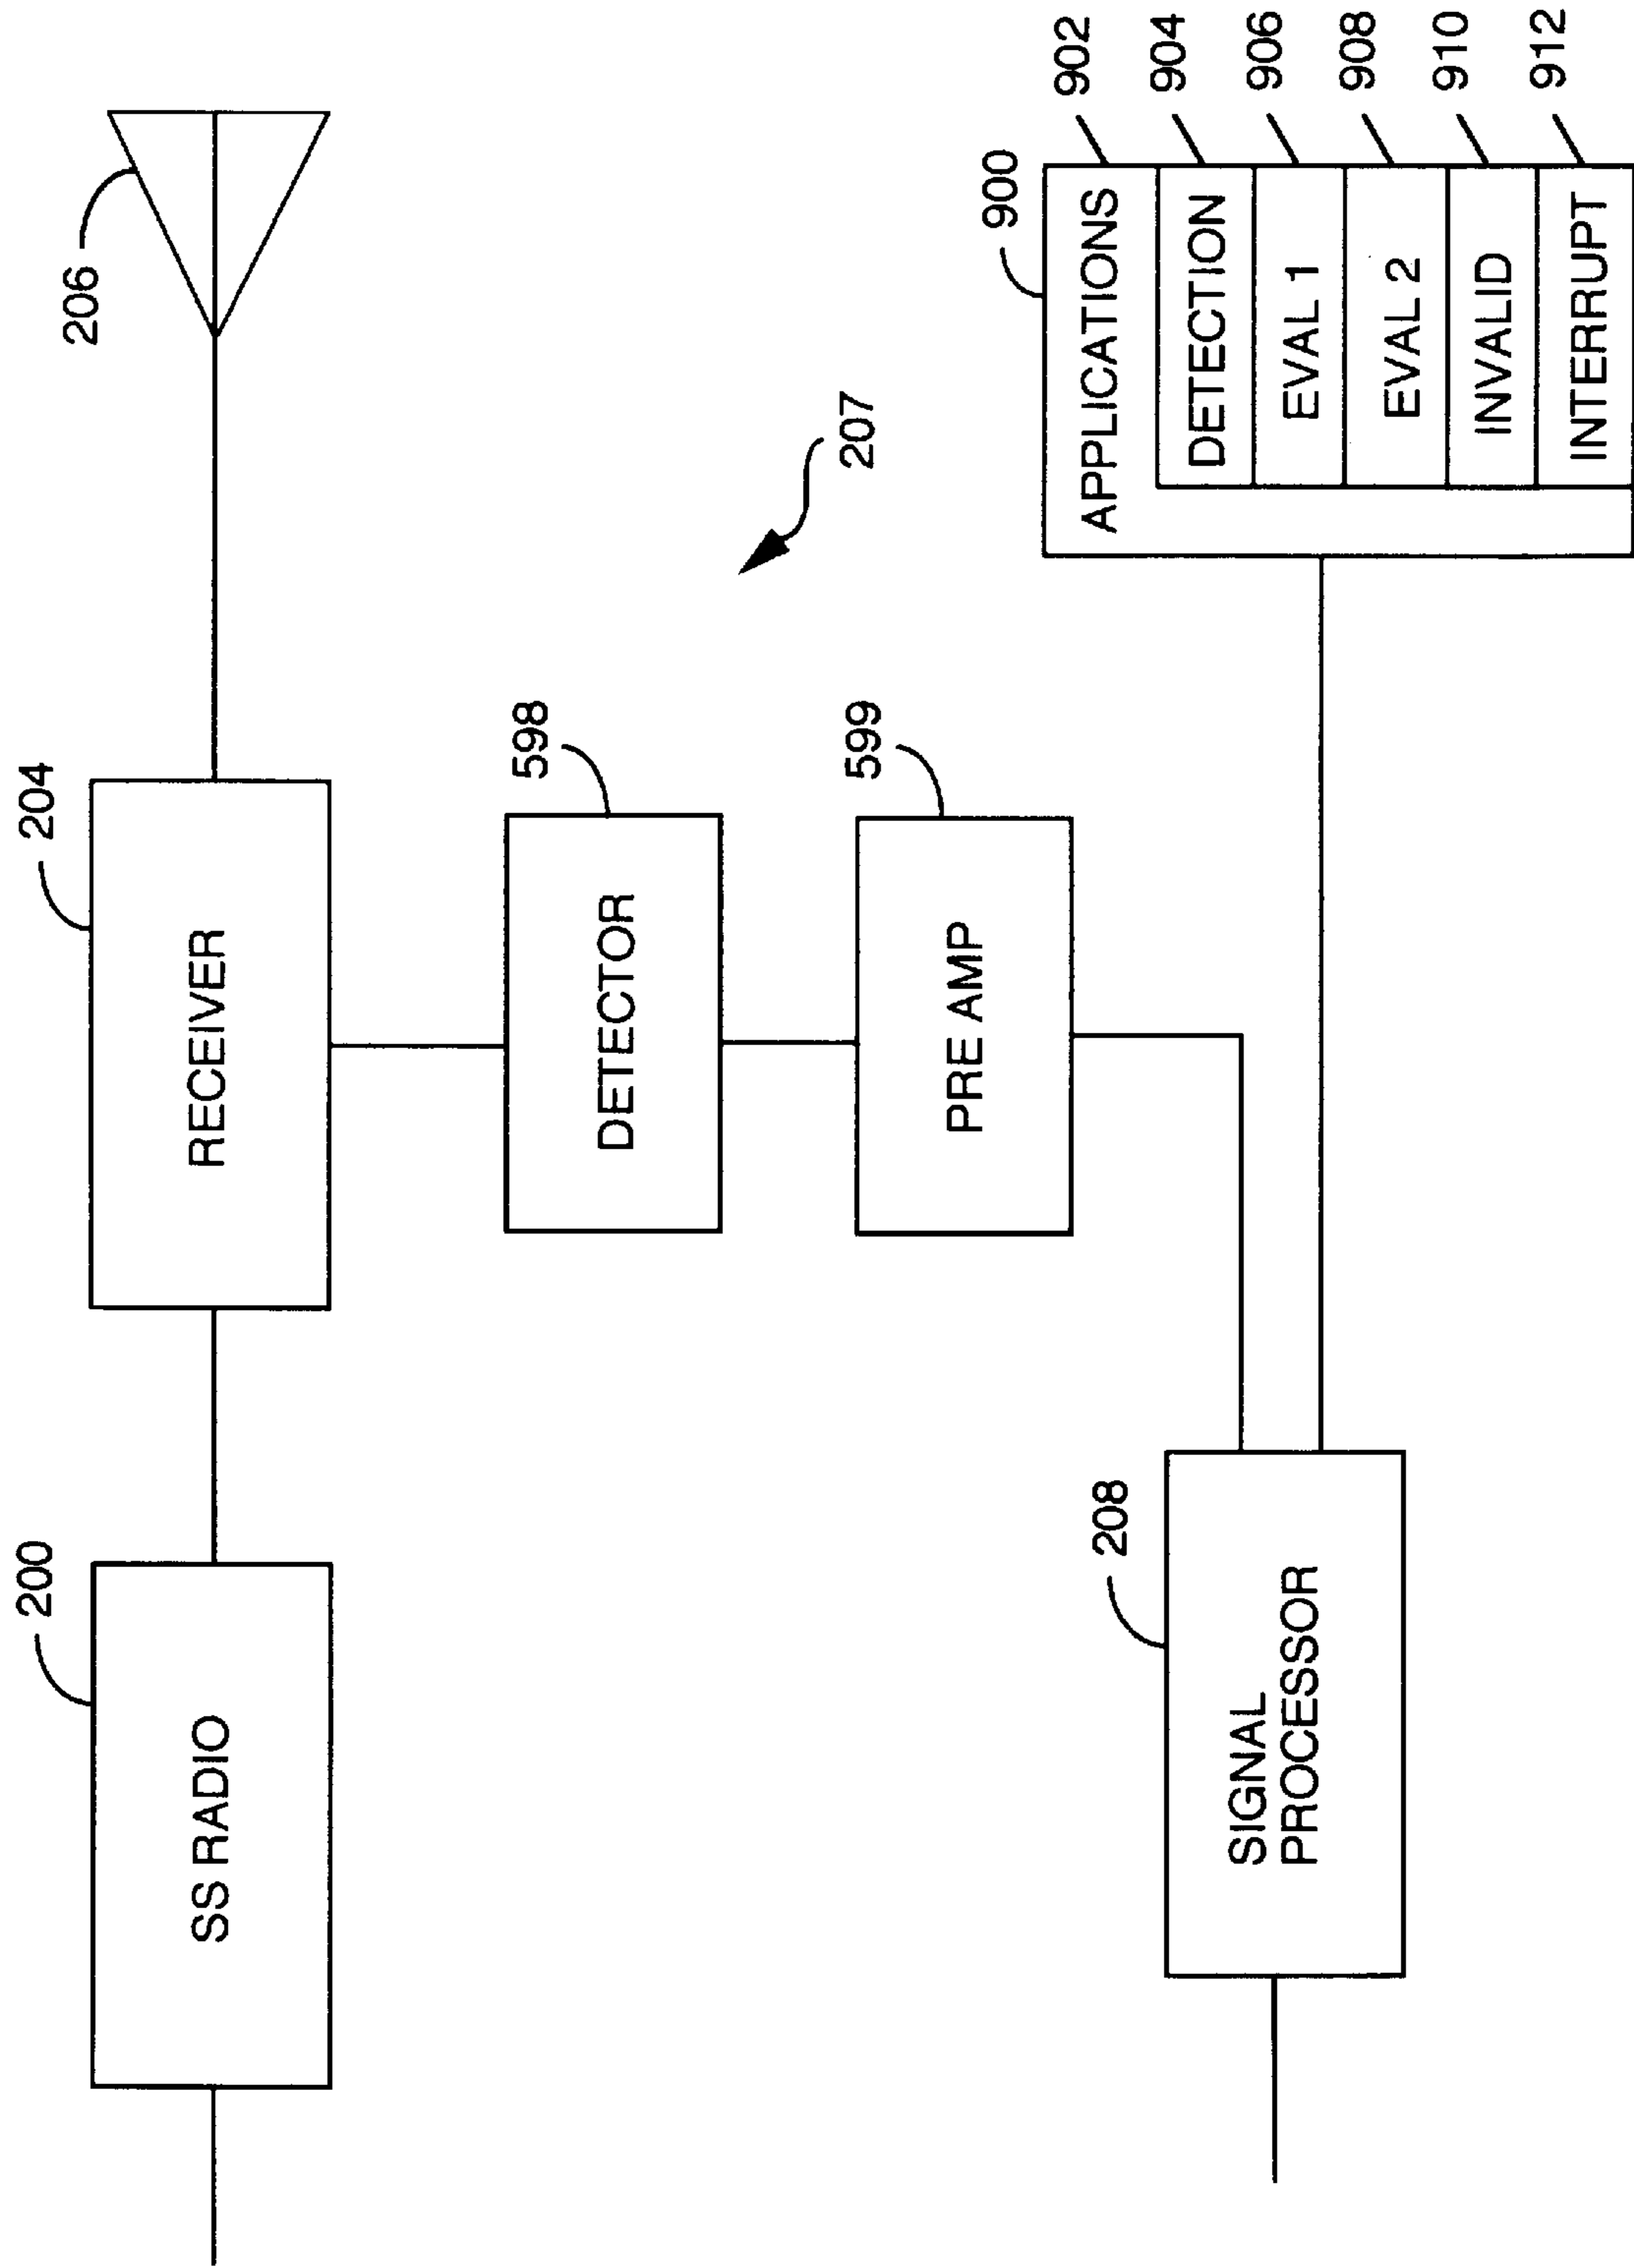 200
SS RADIO
204
RECEIVER
206
598
DETECTOR
599
PRE AMP
207
208
SIGNAL
PROCESSOR
900
APPLICATIONS
902
DETECTION
904
EVAL 1
906
EVAL 2
908
INVALID
910
INTERRUPT
912